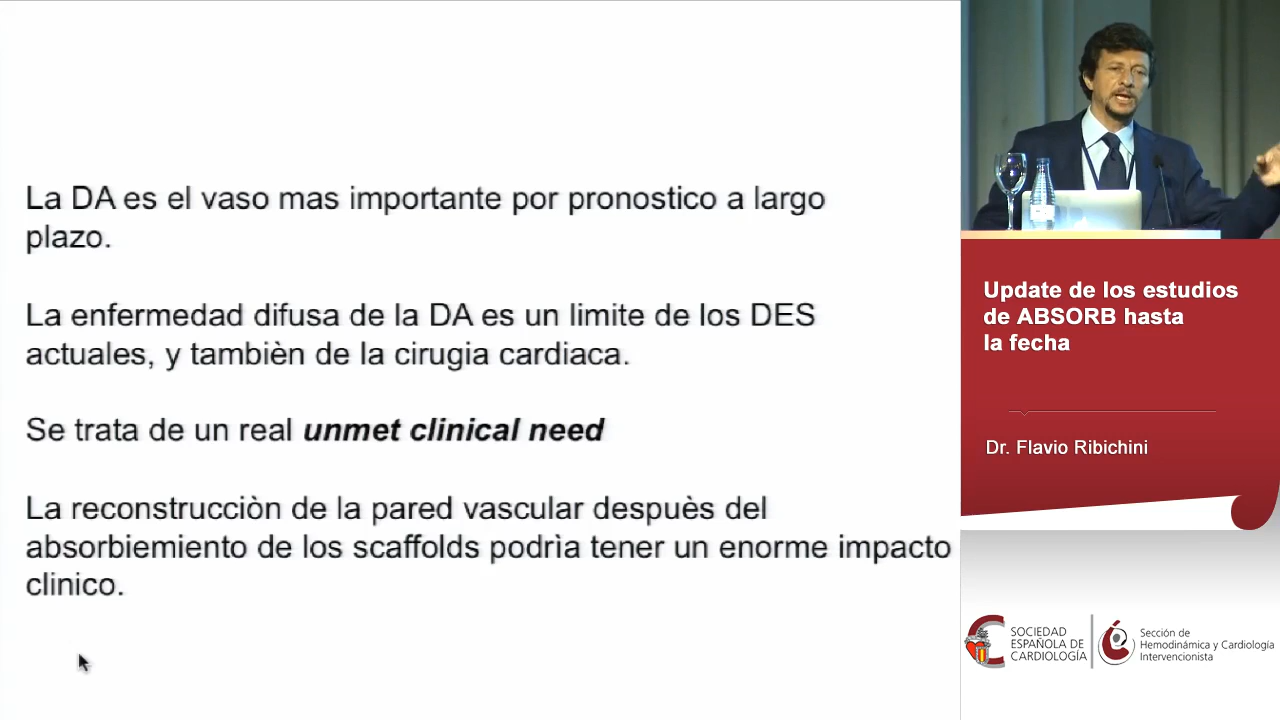 La DA es el vaso mas importante por pronostico a largo
plazo.
La enfermedad difusa de la DA es un limite de los DES
actuales, y tambièn de la cirugia cardiaca.
Se trata de un real unmet clinical need
La reconstrucciòn de la pared vascular despuès del
absorbiemiento de los scaffolds podrìa tener un enorme impacto
clinico.
Update de los estudios
de ABSORB hasta
la fecha
Dr. Flavio Ribichini
SOCIEDAD
ESPAÑOLA DE
CARDIOLOGÍA
Sección de
Hemodinámica y Cardiología
Intervencionista